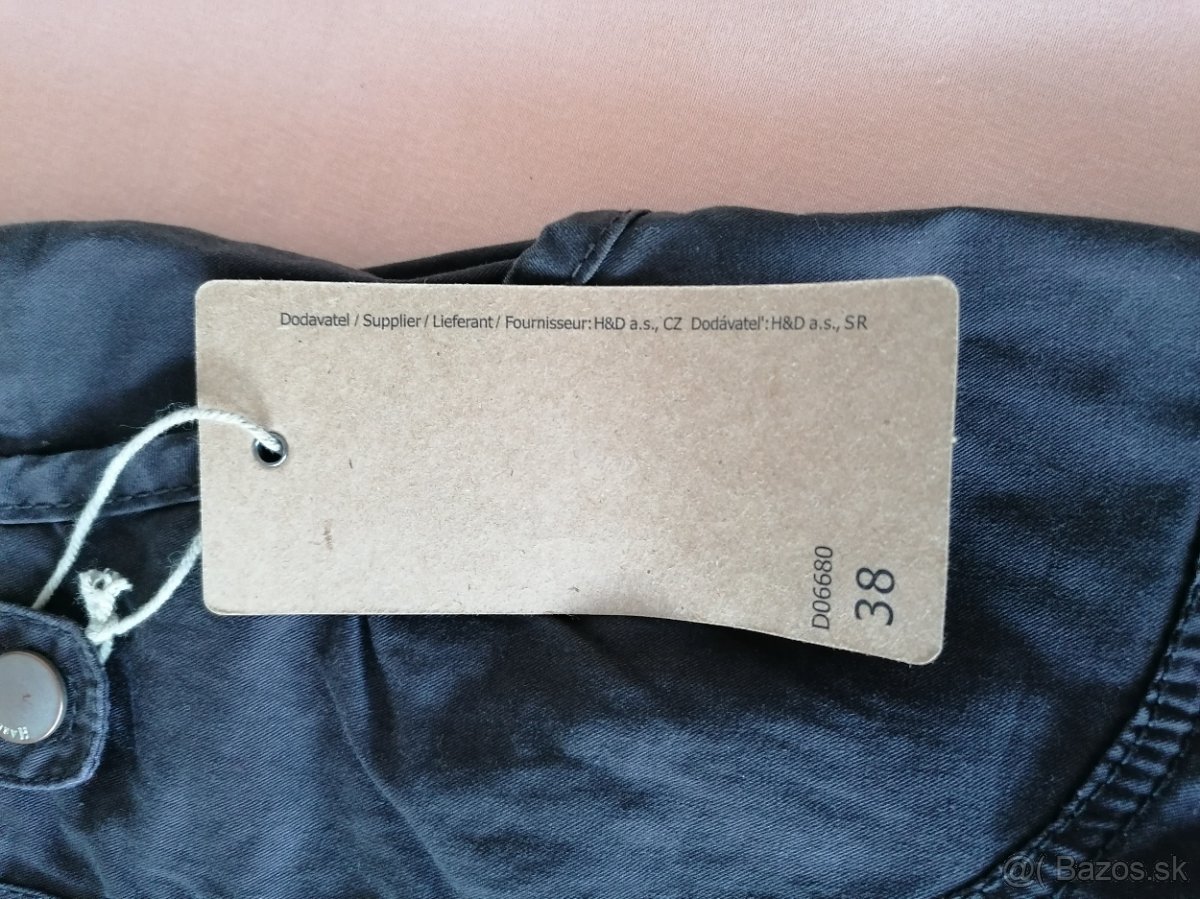 Dodavatel / Supplier / Lieferant / Fournisseur: H&D a.s., CZ Dodávateľ: H&D a.s., SR
D06680
38
@( Bazos.sk